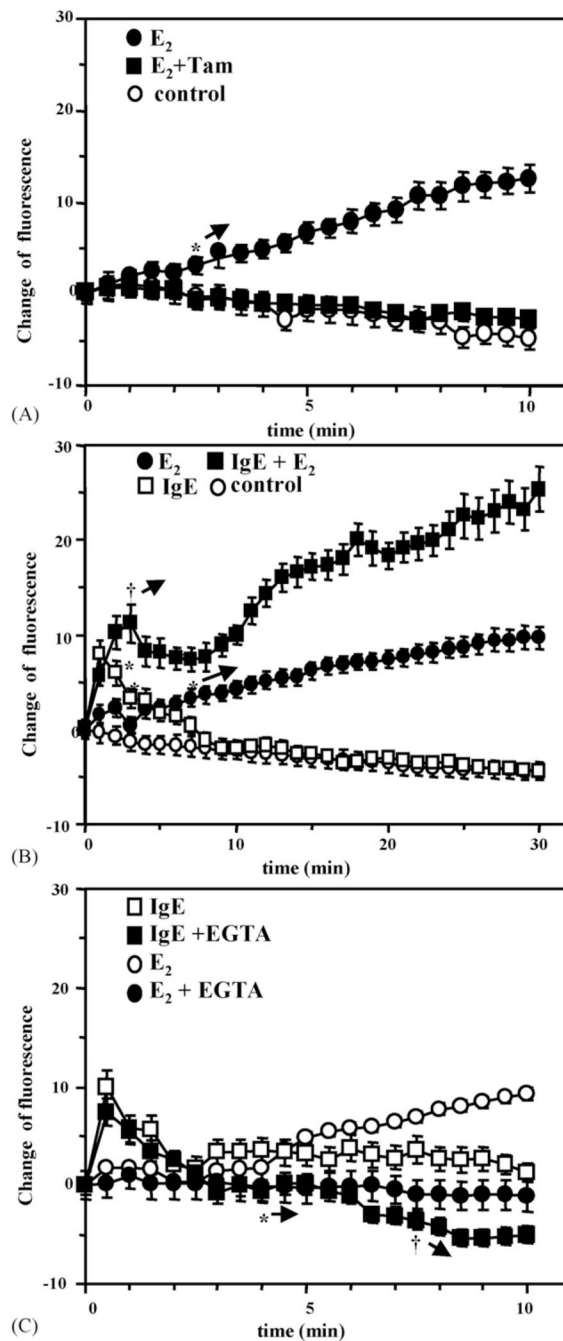 30
20
10
0
-10
Change of fluorescence
E2
E2+Tam
control
*
0 5 10
time (min)
(A)
30
20
10
0
-10
Change of fluorescence
E2 IgE + E2
IgE control
†
*
*
*
0 10 20 30
time (min)
(B)
30
20
10
0
-10
Change of fluorescence
IgE
IgE +EGTA
E2
E2 + EGTA
*
†
0 5 10
time (min)
(C)